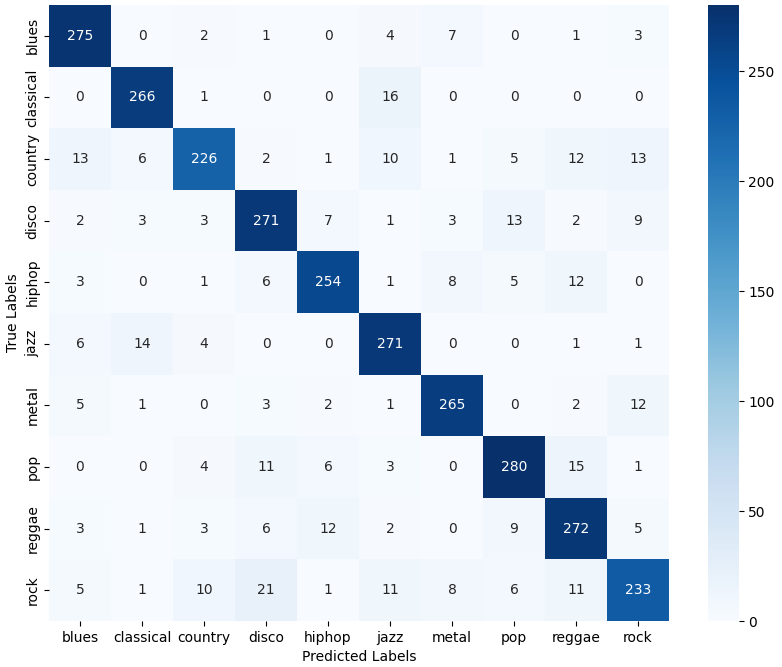 True Labels
blues 275 0 2 1 0 4 7 0 1 3
classical 0 266 1 0 0 16 0 0 0 0
country 13 6 226 2 1 10 1 5 12 13
disco 2 3 3 271 7 1 3 13 2 9
hiphop 3 0 1 6 254 1 8 5 12 0
jazz 6 14 4 0 0 271 0 0 1 1
metal 5 1 0 3 2 1 265 0 2 12
pop 0 0 4 11 6 3 0 280 15 1
reggae 3 1 3 6 12 2 0 9 272 5
rock 5 1 10 21 1 11 8 6 11 233
blues classical country disco hiphop jazz metal pop reggae rock
Predicted Labels
250
200
150
100
50
0